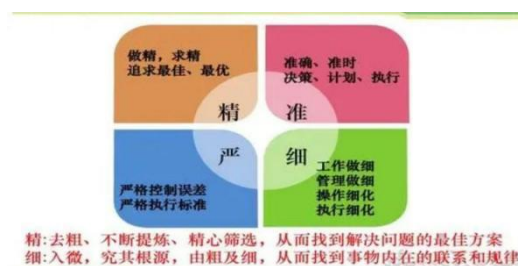 做精，求精
追求最佳、最优
准确、准时
决策、计划、执行
精
准
严
细
严格控制误差
严格执行标准
工作做细
管理做细
操作细化
执行细化
精:去粗、不断提炼、精心筛选，从而找到解决问题的最佳方案
细:入微，究其根源，由粗及细，从而找到事物内在的联系和规律